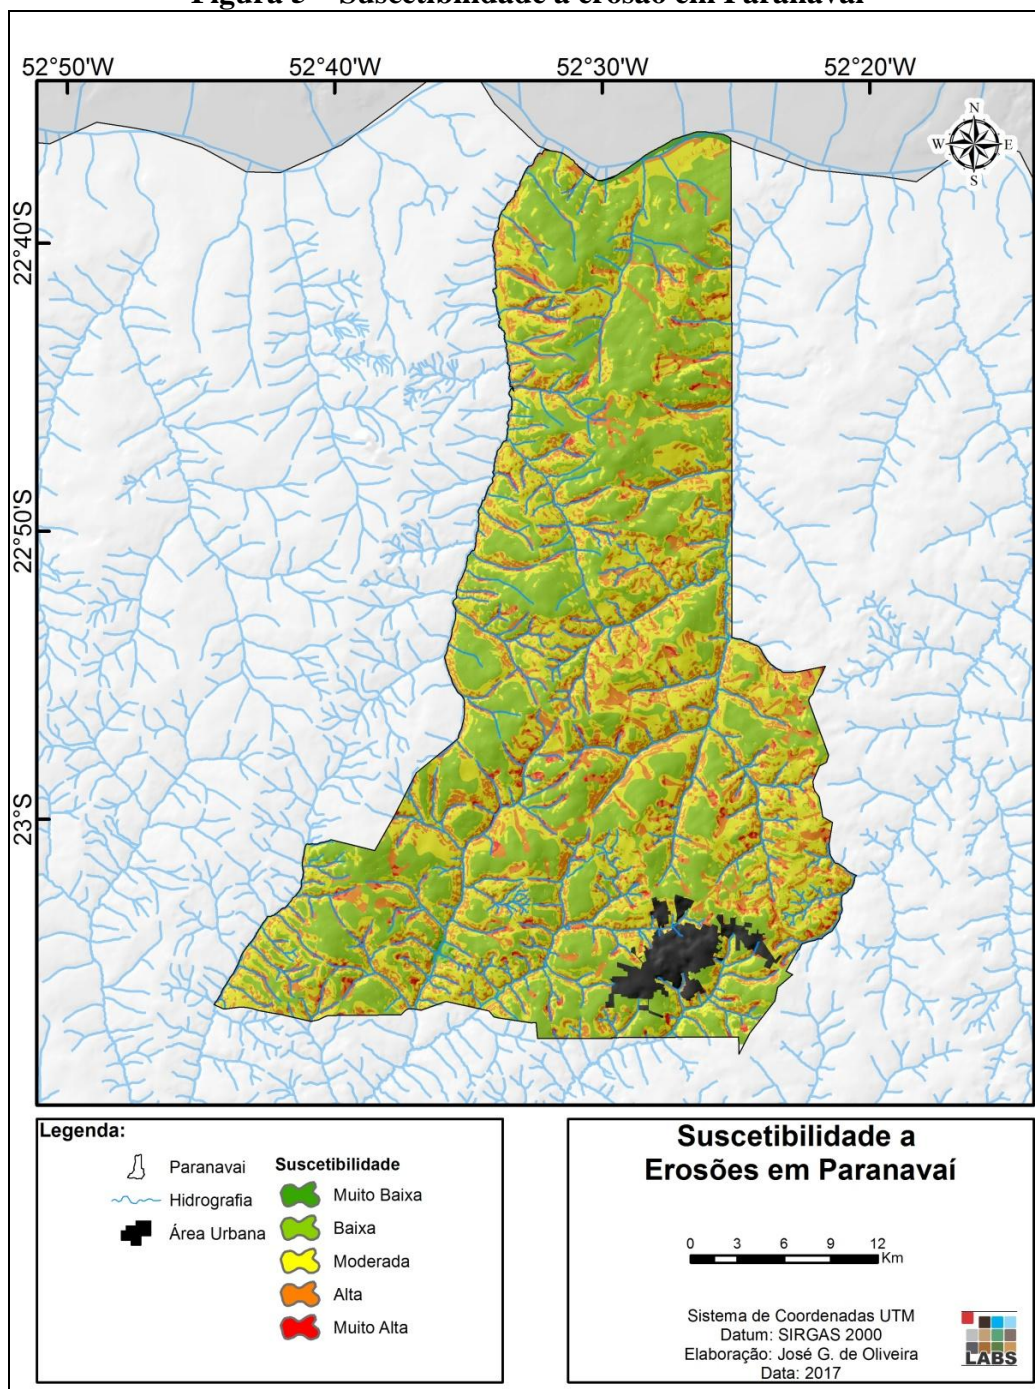 Figura 3 – Suscetibilidade à erosão em Paranavaí
52°50'W 52°40'W 52°30'W 52°20'W
N
W E
S
22°40'S
22°50'S
23°S
Legenda:
Paranavai
Hidrografia
Área Urbana
Suscetibilidade
Muito Baixa
Baixa
Moderada
Alta
Muito Alta
Suscetibilidade a
Erosões em Paranavaí
0 3 6 9 12
Km
Sistema de Coordenadas UTM
Datum: SIRGAS 2000
Elaboração: José G. de Oliveira
Data: 2017
LABS